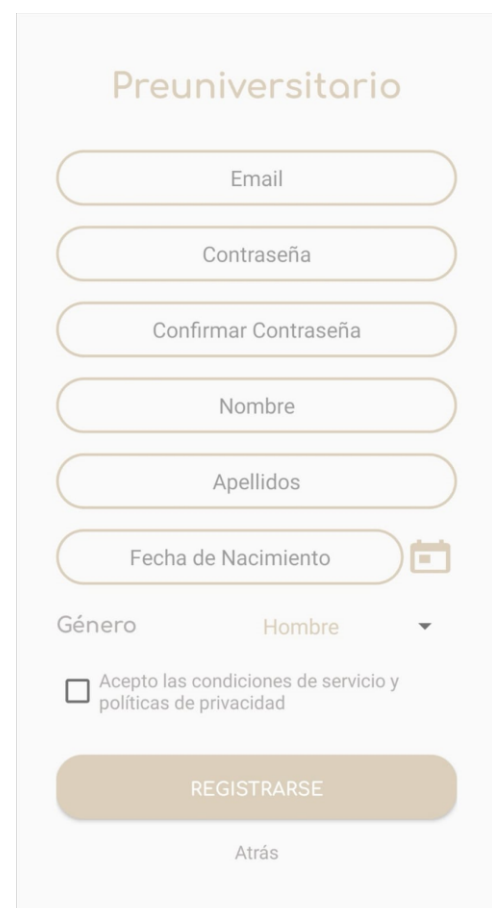 Preuniversitario
Email
Contraseña
Confirmar Contraseña
Nombre
Apellidos
Fecha de Nacimiento
Género Hombre
Acepto las condiciones de servicio y
políticas de privacidad
REGISTRARSE
Atrás